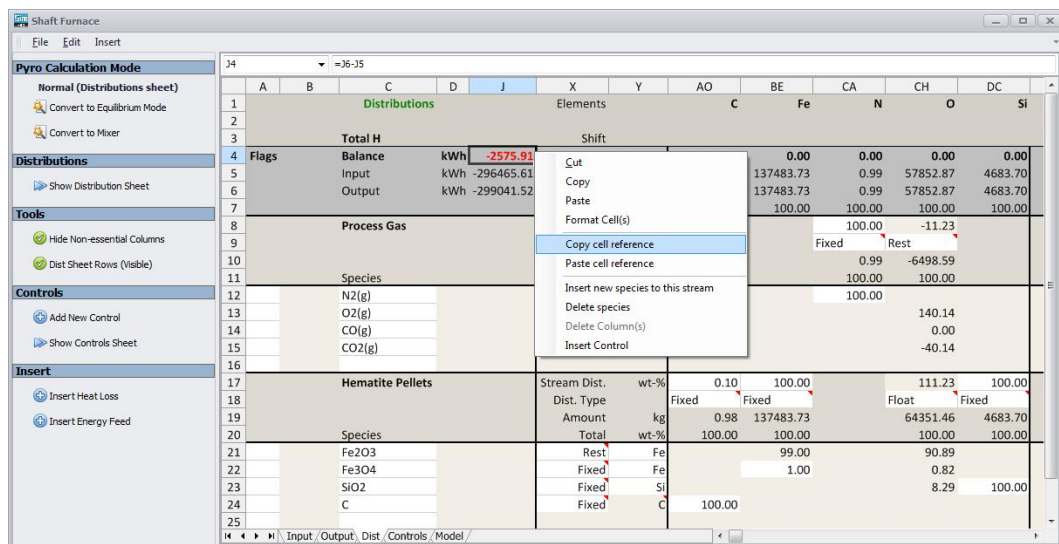 Sim Shaft Furnace
File Edit Insert
Pyro Calculation Mode
Normal (Distributions sheet)
Convert to Equilibrium Mode
Convert to Mixer
Distributions
Show Distribution Sheet
Tools
Hide Non-essential Columns
Dist Sheet Rows (Visible)
Controls
Add New Control
Show Controls Sheet
Insert
Insert Heat Loss
Insert Energy Feed
J4 =J6-J5
A B C D J X Y AO BE CA CH DC
1 Distributions Elements C Fe N O Si
2
3 Total H Shift
4 Flags Balance kWh -2575.91 0.00 0.00 0.00 0.00
5 Input kWh -296465.61 137483.73 0.99 57852.87 4683.70
6 Output kWh -299041.52 137483.73 0.99 57852.87 4683.70
7 100.00 100.00 100.00 100.00
8 Process Gas 100.00 -11.23
9 Fixed Rest
10 0.99 -6498.59
11 Species 100.00 100.00
12 N2(g) 100.00
13 O2(g) 140.14
14 CO(g) 0.00
15 CO2(g) -40.14
16
17 Hematite Pellets Stream Dist. wt-% 0.10 100.00 111.23 100.00
18 Dist. Type Fixed Fixed Float Fixed
19 Amount kg 0.98 137483.73 64351.46 4683.70
20 Species Total wt-% 100.00 100.00 100.00 100.00
21 Fe2O3 Rest Fe 99.00 90.89
22 Fe3O4 Fixed Fe 1.00 0.82
23 SiO2 Fixed Si 8.29 100.00
24 C Fixed C 100.00
25
Cut
Copy
Paste
Format Cell(s)
Copy cell reference
Paste cell reference
Insert new species to this stream
Delete species
Delete Column(s)
Insert Control
Input Output Dist Controls Model